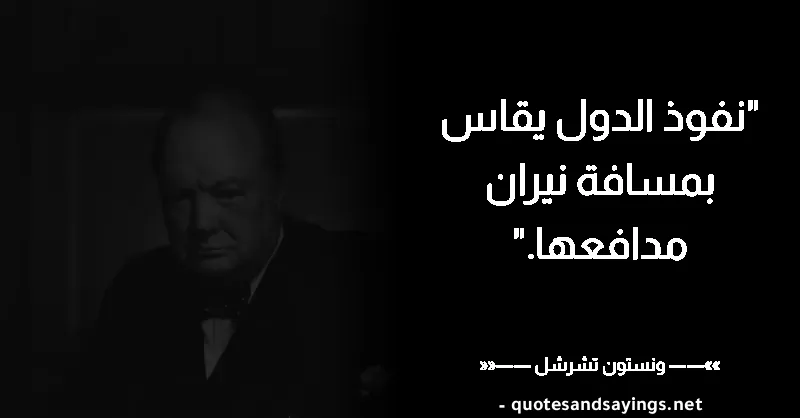 "نفوذ الدول يقاس
بمسافة نيران
مدافعها."
»»—— ونستون تشرشل ——««
- quotesandsayings.net